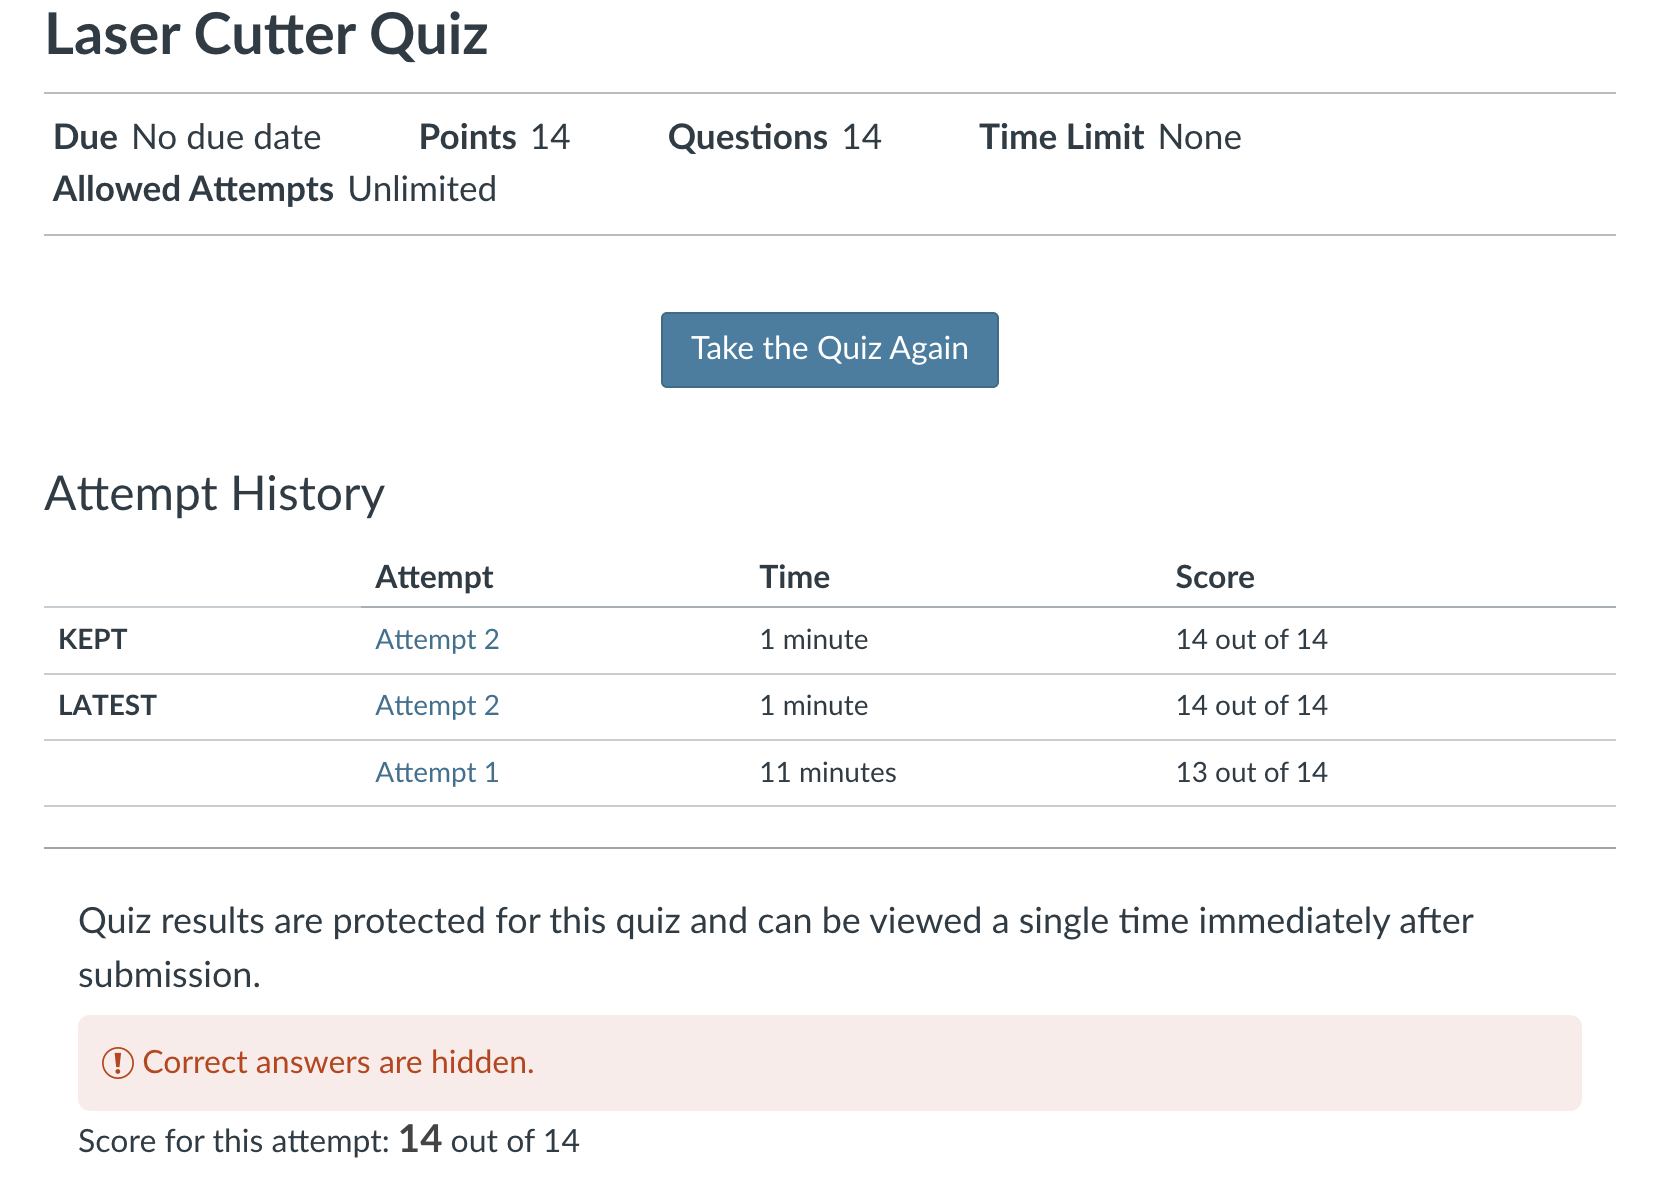 Laser Cutter Quiz
Due No due date Points 14 Questions 14 Time Limit None
Allowed Attempts Unlimited
Take the Quiz Again
Attempt History
Attempt Time Score
KEPT Attempt 2 1 minute 14 out of 14
LATEST Attempt 2 1 minute 14 out of 14
Attempt 1 11 minutes 13 out of 14
Quiz results are protected for this quiz and can be viewed a single time immediately after
submission.
Correct answers are hidden.
Score for this attempt: 14 out of 14